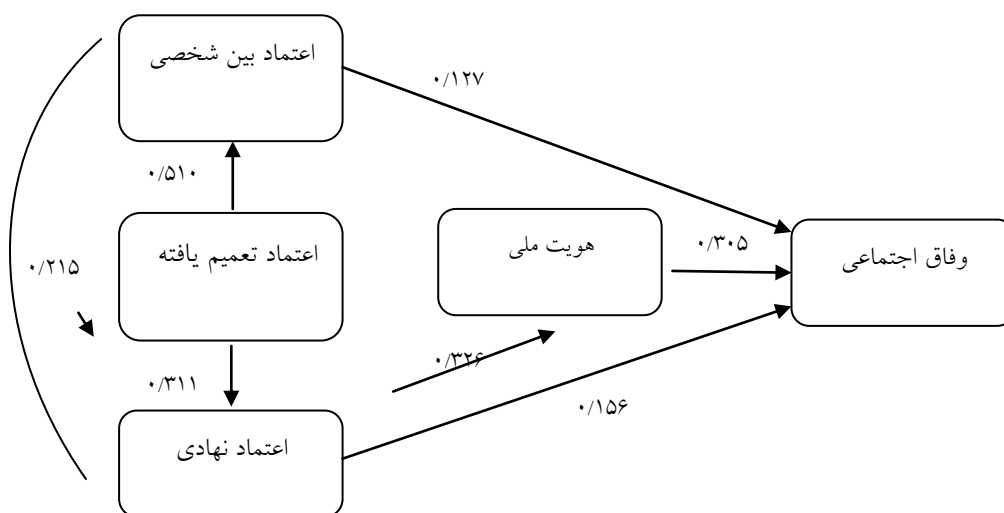 اعتماد بین شخصی
۰/۱۲۷
۰/۵۱۰
اعتماد تعمیم یافته
هویت ملی
۰/۳۰۵
وفاق اجتماعی
۰/۲۱۵
۰/۳۲۶
۰/۳۱۱
۰/۱۵۶
اعتماد نهادی